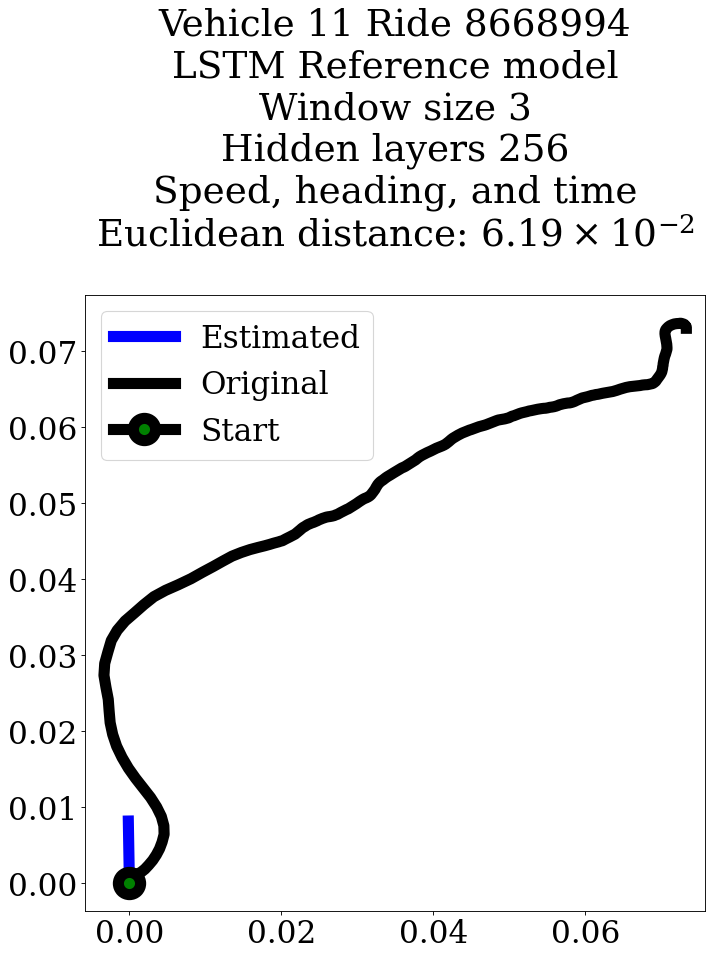 Vehicle 11 Ride 8668994
LSTM Reference model
Window size 3
Hidden layers 256
Speed, heading, and time
Euclidean distance: 6.19 × 10⁻²
Estimated
Original
Start
0.07
0.06
0.05
0.04
0.03
0.02
0.01
0.00
0.00 0.02 0.04 0.06